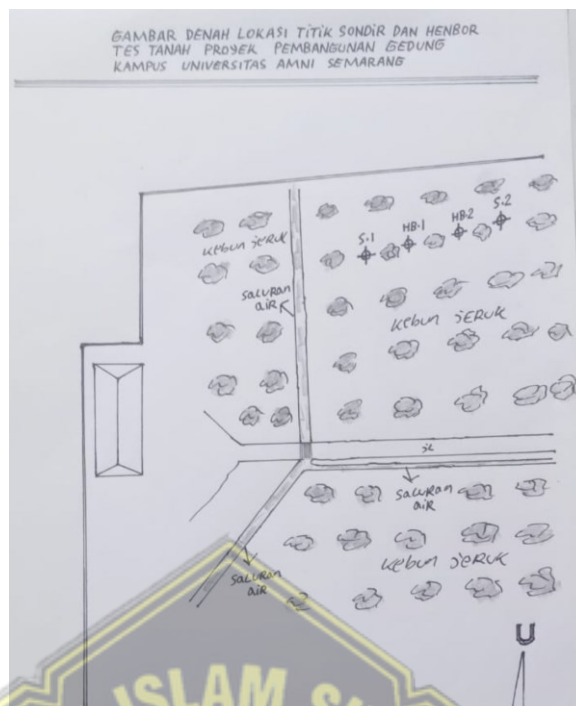 GAMBAR DENAH LOKASI TITIK SONDIR DAN HENBOR
TES TANAH PROYEK PEMBANGUNAN GEDUNG
KAMPUS UNIVERSITAS AMNI SEMARANG
S.1
HB.1
HB.2
S.2
Kebun jeruk
saluran
air
Kebun jERUK
jl
saluran
air
Kebun jERUK
saluran
air
U
ISLAM